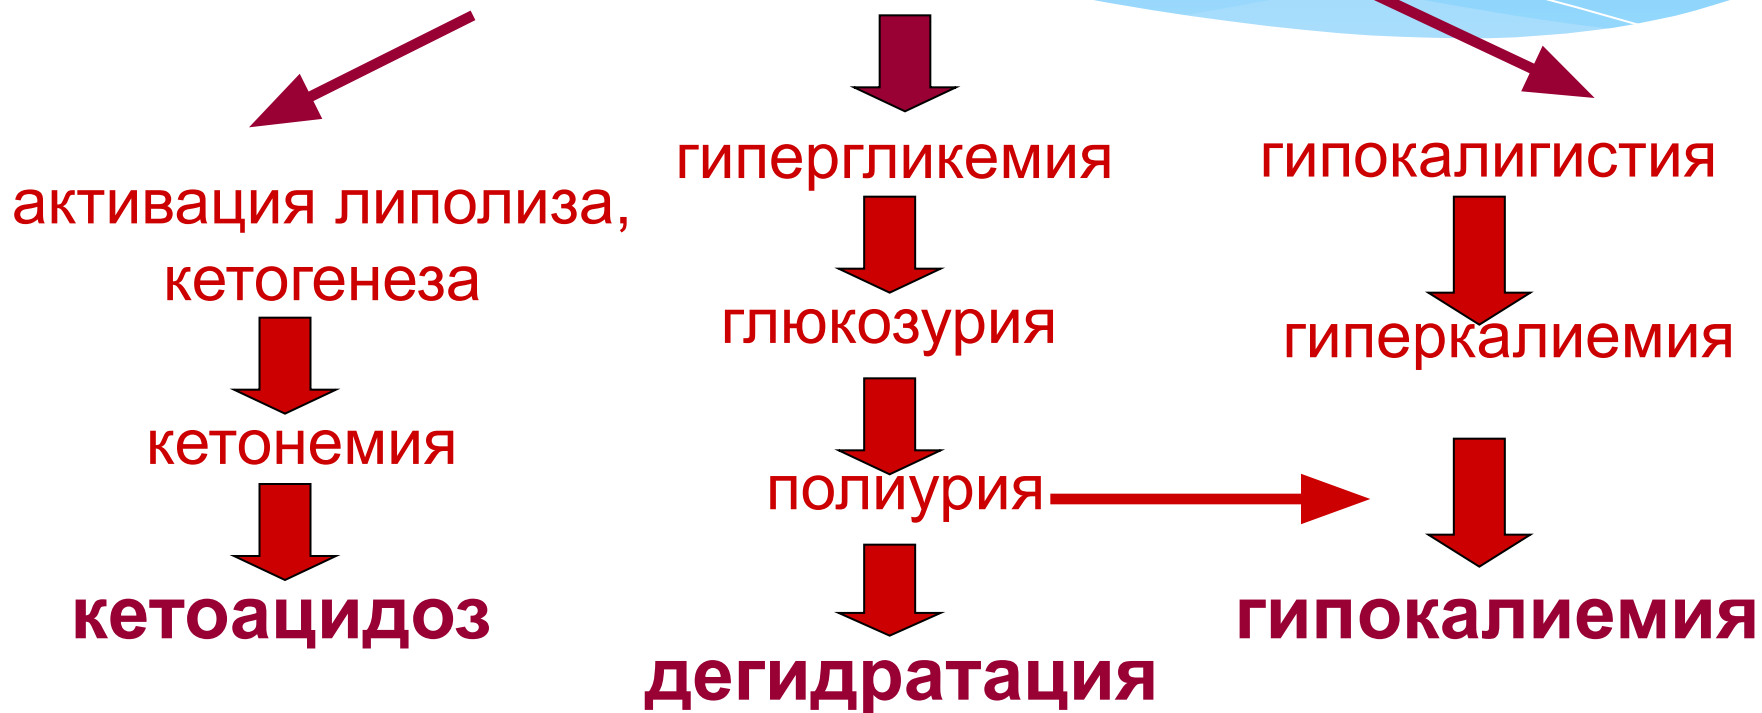 активация липолиза,
кетогенеза
кетонемия
кетоацидоз
гипергликемия
глюкозурия
полиурия
дегидратация
гипокалигистия
гиперкалиемия
гипокалиемия